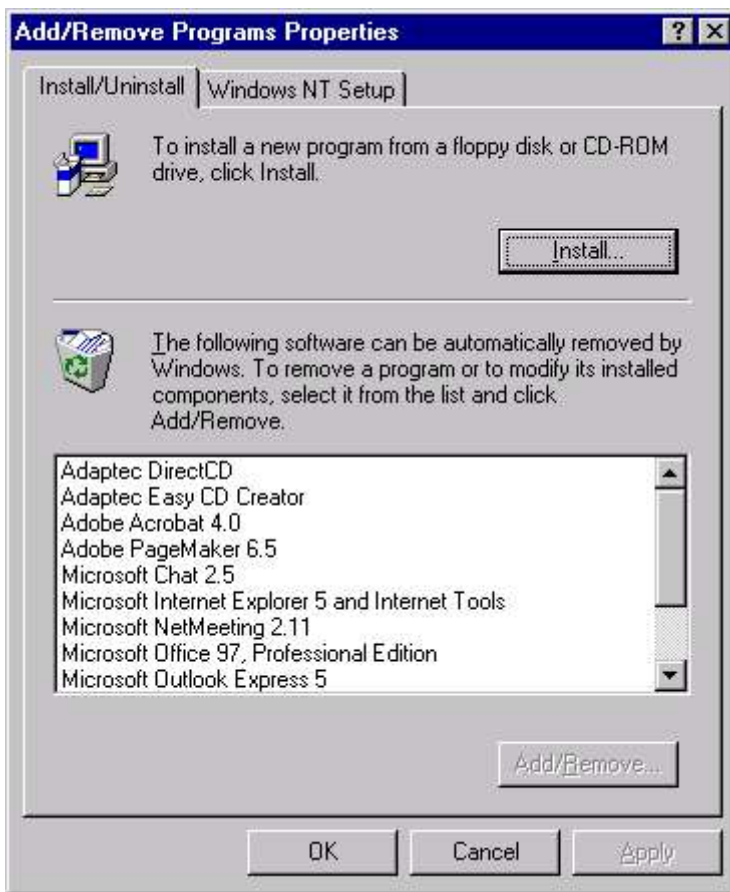 Add/Remove Programs Properties
Install/Uninstall
Windows NT Setup
To install a new program from a floppy disk or CD-ROM
drive, click Install.
Install...
The following software can be automatically removed by
Windows. To remove a program or to modify its installed
components, select it from the list and click
Add/Remove.
Adaptec DirectCD
Adaptec Easy CD Creator
Adobe Acrobat 4.0
Adobe PageMaker 6.5
Microsoft Chat 2.5
Microsoft Internet Explorer 5 and Internet Tools
Microsoft NetMeeting 2.11
Microsoft Office 97, Professional Edition
Microsoft Outlook Express 5
Add/Remove...
OK
Cancel
Apply